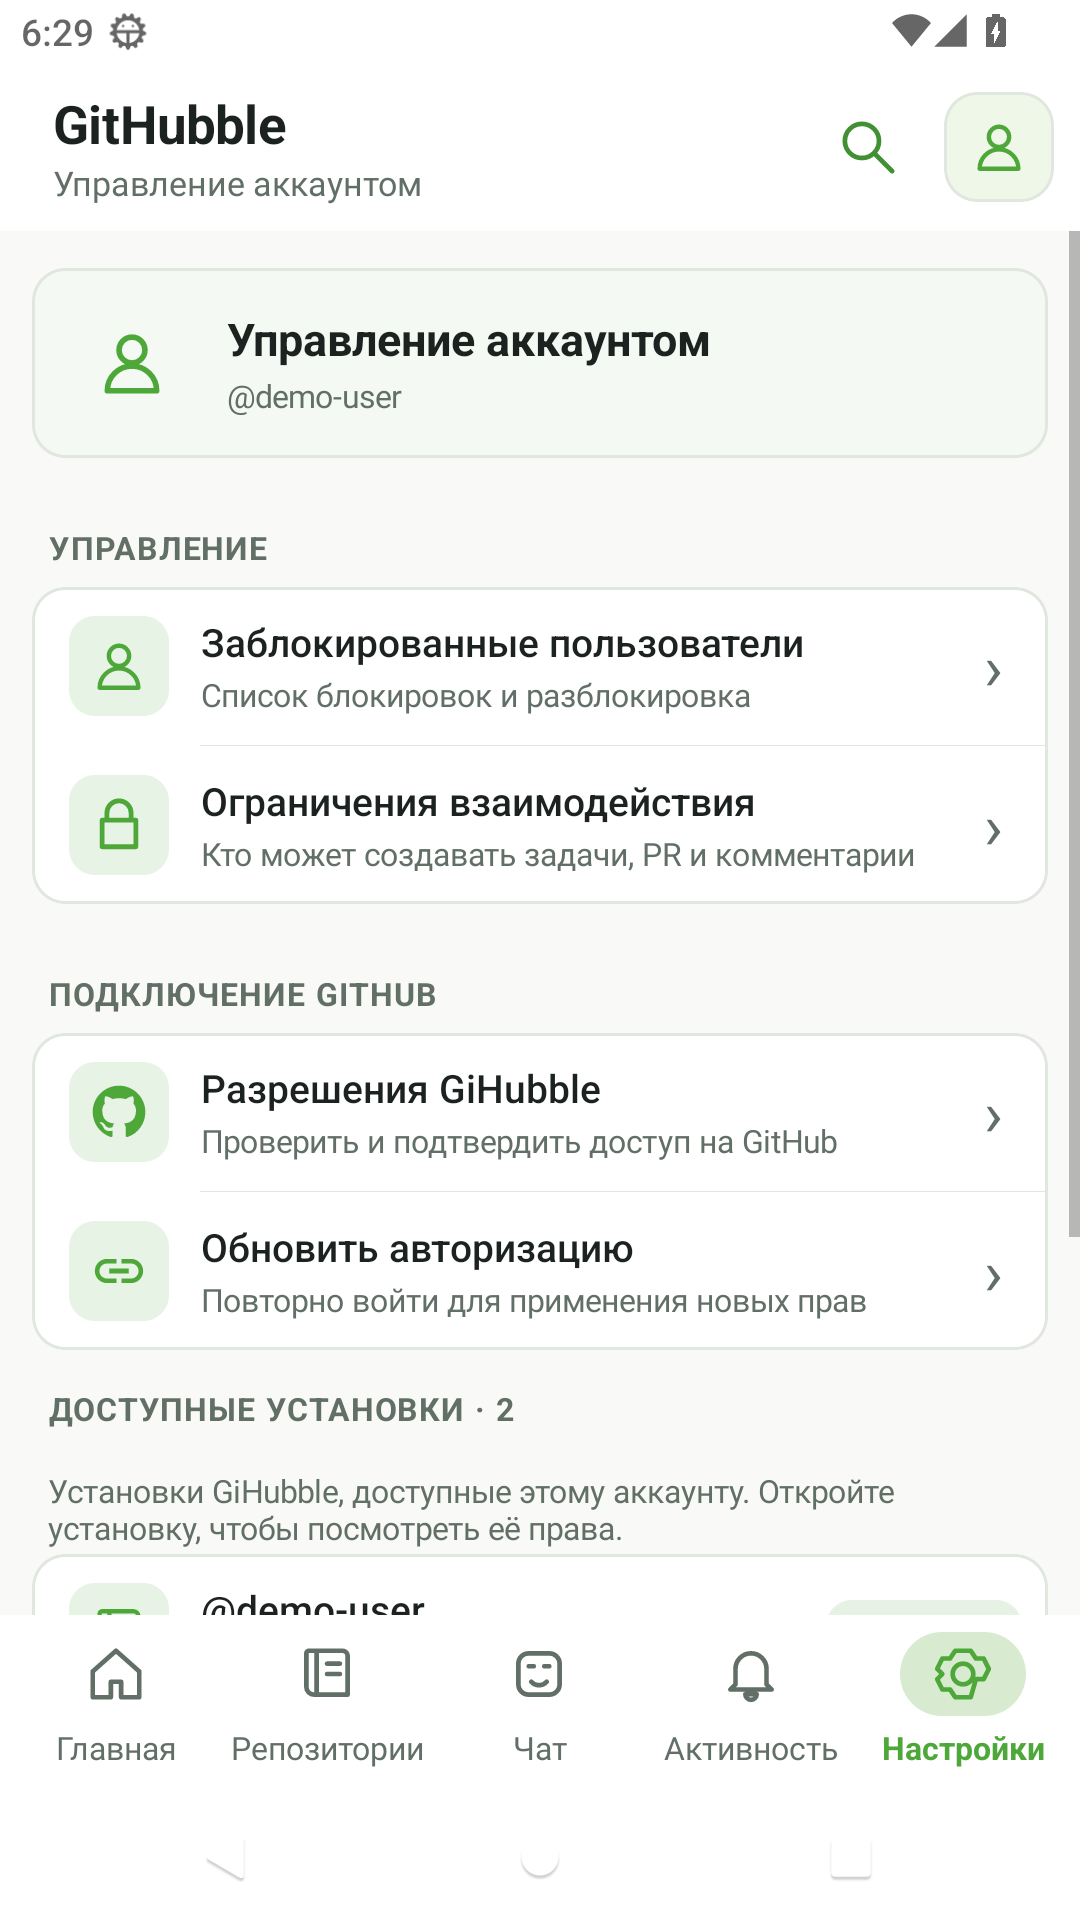 6:29
GitHubble
Управление аккаунтом
Управление аккаунтом
@demo-user
УПРАВЛЕНИЕ
Заблокированные пользователи
Список блокировок и разблокировка
Ограничения взаимодействия
Кто может создавать задачи, PR и комментарии
ПОДКЛЮЧЕНИЕ GITHUB
Разрешения GiHubble
Проверить и подтвердить доступ на GitHub
Обновить авторизацию
Повторно войти для применения новых прав
ДОСТУПНЫЕ УСТАНОВКИ · 2
Установки GiHubble, доступные этому аккаунту. Откройте
установку, чтобы посмотреть её права.
@demo-user
Главная
Репозитории
Чат
Активность
Настройки